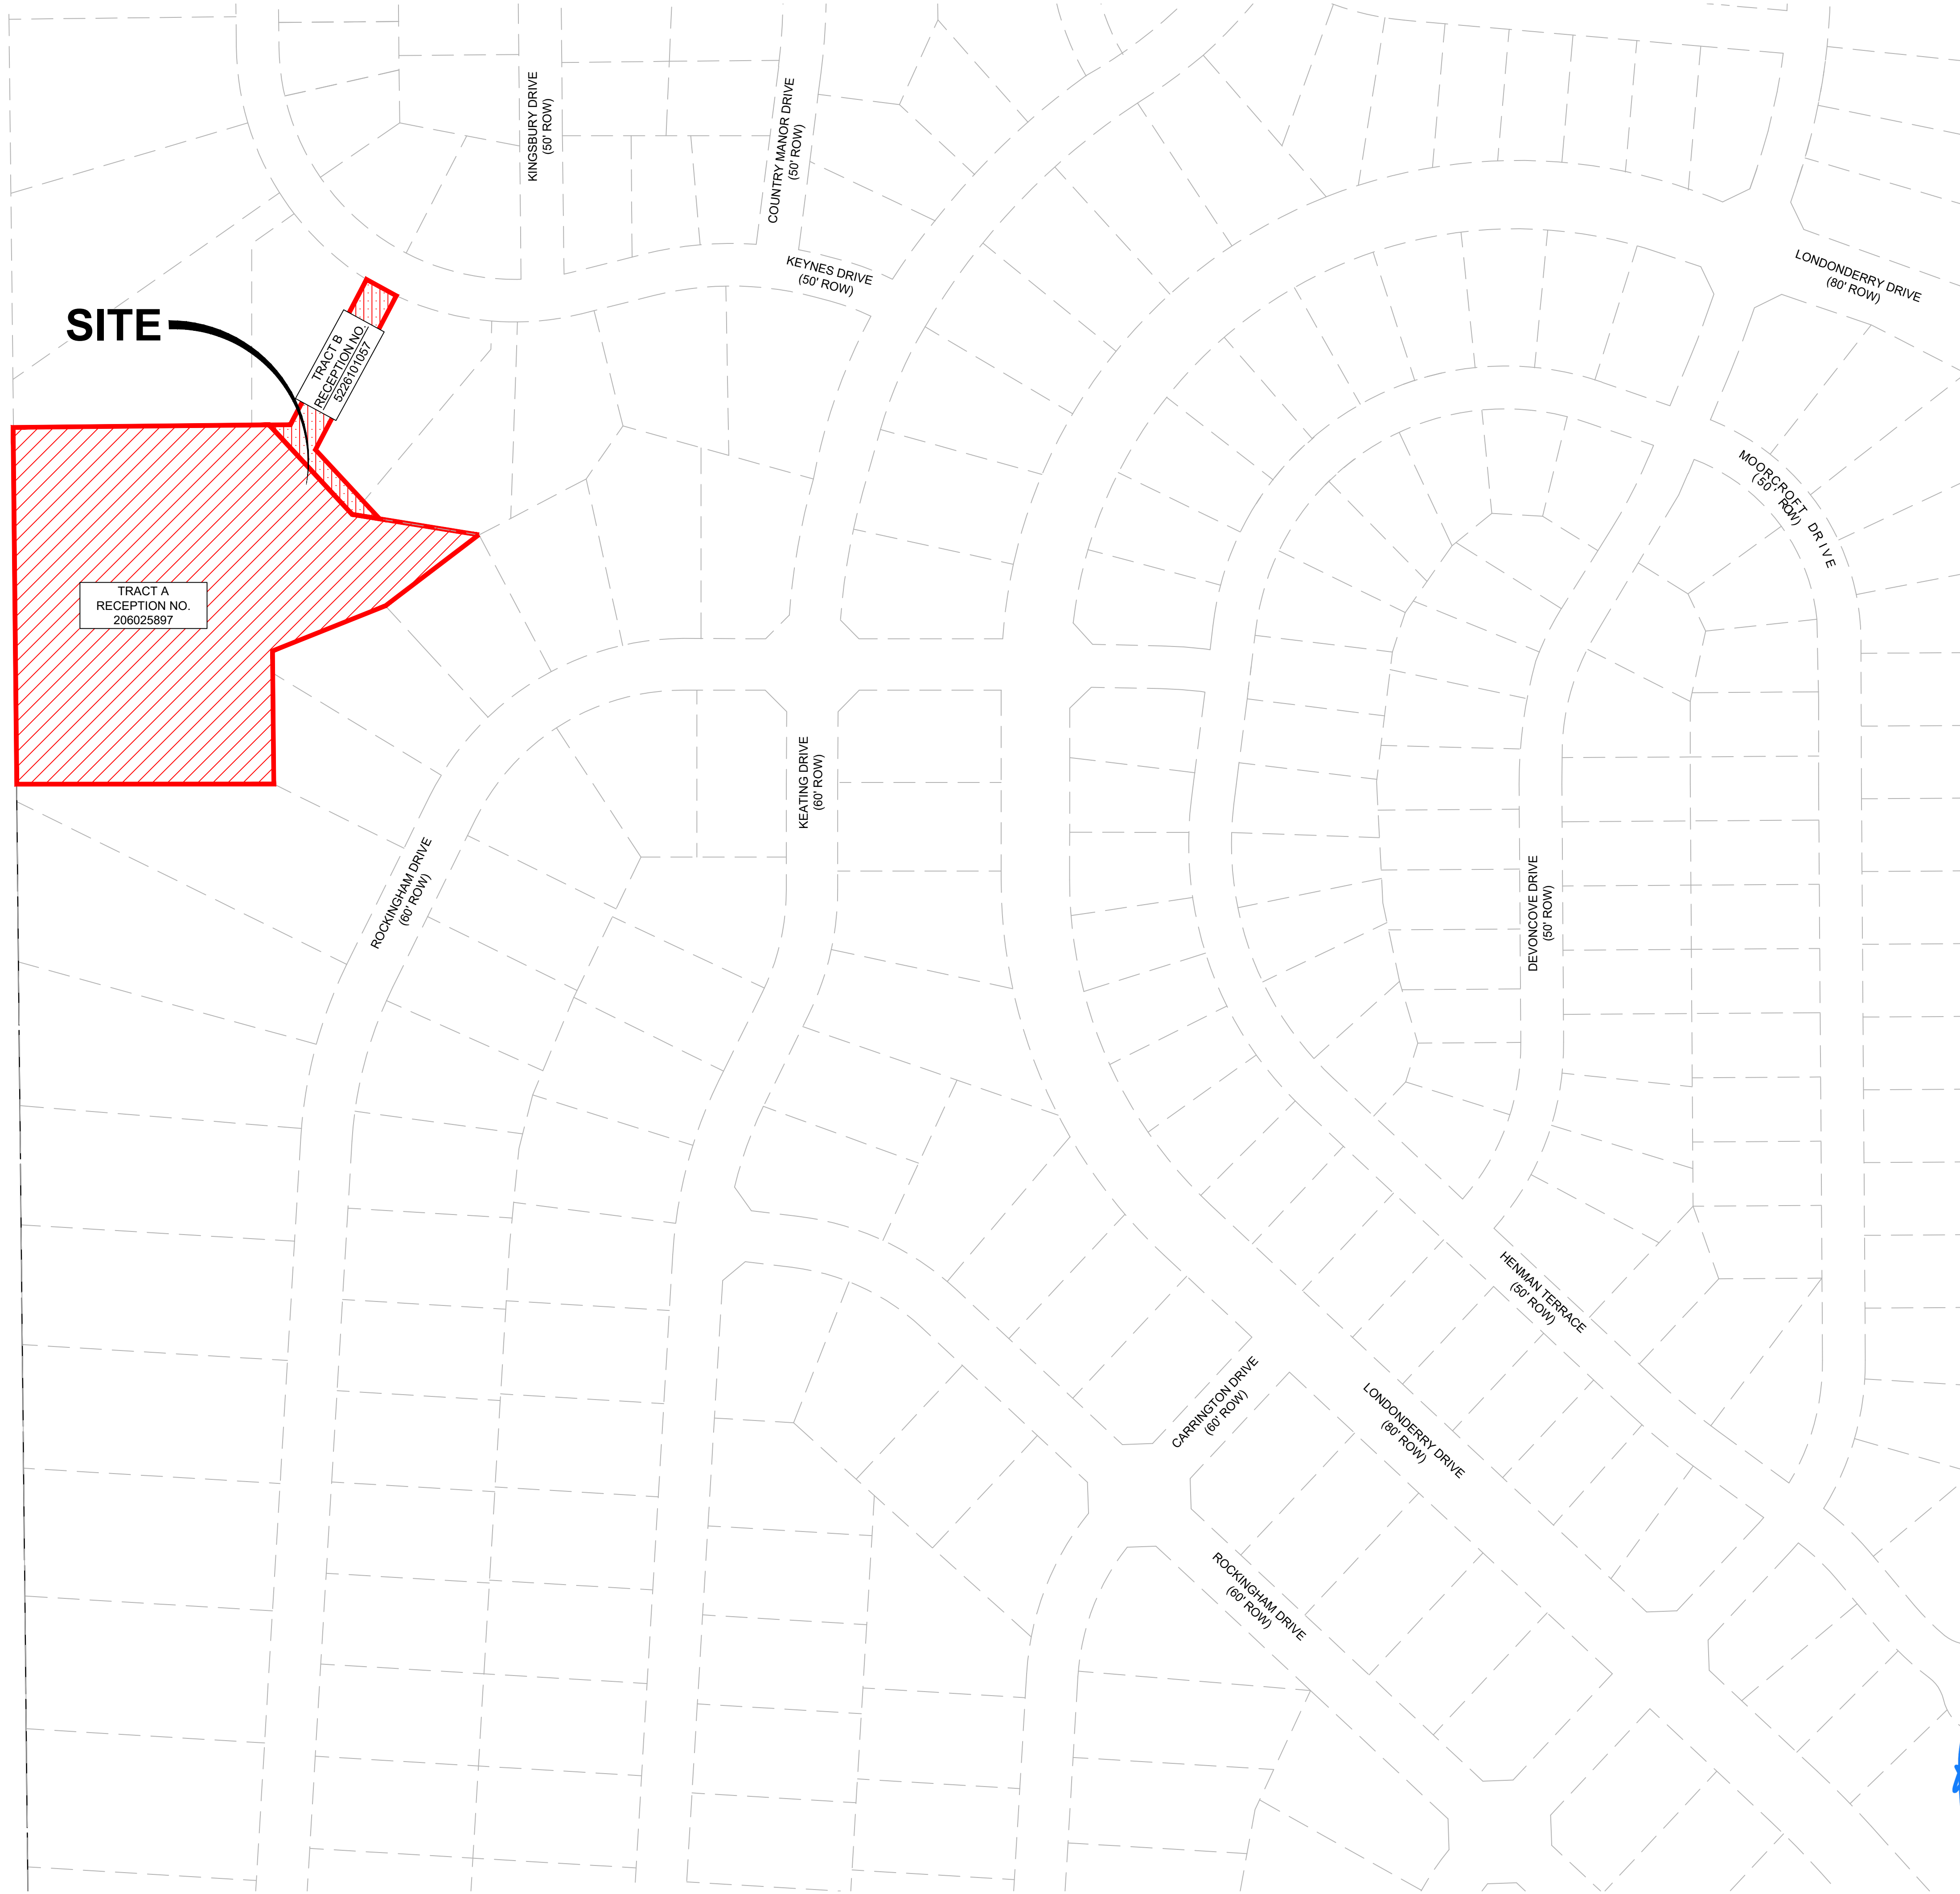 KINGSBURY DRIVE
(50' ROW)
COUNTRY MANOR DRIVE
(50' ROW)
KEYNES DRIVE
(50' ROW)
LONDONDERRY DRIVE
(80' ROW)
SITE
TRACT B
RECEPTION NO.
5226101057
MOORCROFT DRIVE
(50' ROW)
TRACT A
RECEPTION NO.
206025897
KEATING DRIVE
(60' ROW)
ROCKINGHAM DRIVE
(60' ROW)
DEVONCOVE DRIVE
(50' ROW)
HENMAN TERRACE
(50' ROW)
CARRINGTON DRIVE
(60' ROW)
LONDONDERRY DRIVE
(80' ROW)
ROCKINGHAM DRIVE
(60' ROW)